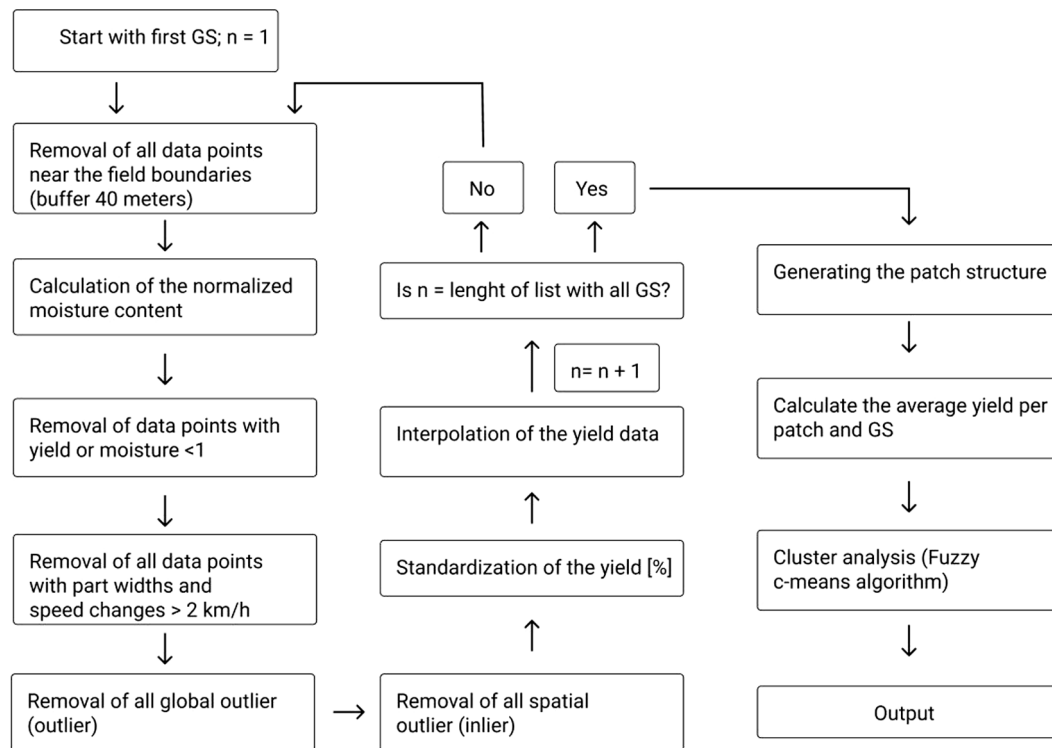 Start with first GS; n = 1
Removal of all data points
near the field boundaries
(buffer 40 meters)
Calculation of the normalized
moisture content
Removal of data points with
yield or moisture <1
Removal of all data points
with part widths and
speed changes > 2 km/h
Removal of all global outlier
(outlier)
Removal of all spatial
outlier (inlier)
Standardization of the yield [%]
Interpolation of the yield data
n= n + 1
Is n = lenght of list with all GS?
No
Yes
Generating the patch structure
Calculate the average yield per
patch and GS
Cluster analysis (Fuzzy
c-means algorithm)
Output